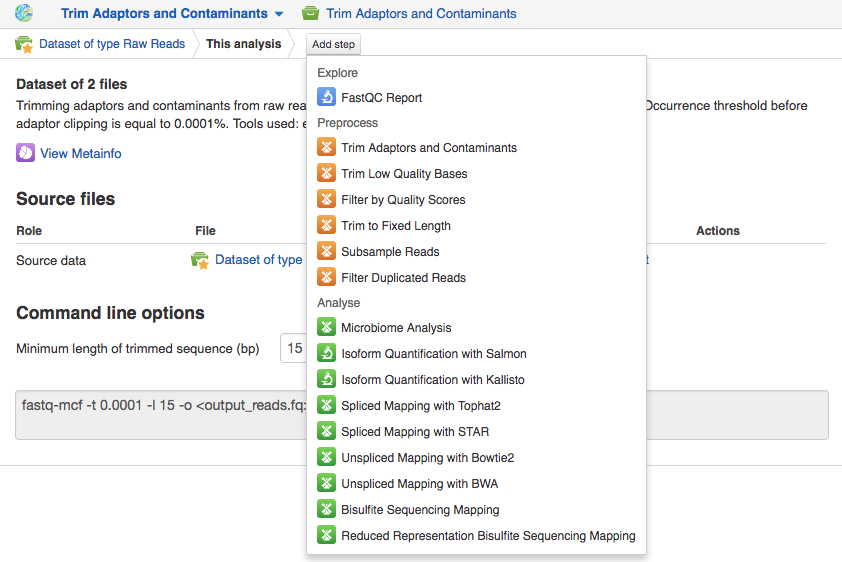 Trim Adaptors and Contaminants Trim Adaptors and Contaminants
Dataset of type Raw Reads This analysis Add step
Explore
FastQC Report
Preprocess
Trim Adaptors and Contaminants
Trim Low Quality Bases
Filter by Quality Scores
Trim to Fixed Length
Subsample Reads
Filter Duplicated Reads
Analyse
Microbiome Analysis
Isoform Quantification with Salmon
Isoform Quantification with Kallisto
Spliced Mapping with Tophat2
Spliced Mapping with STAR
Unspliced Mapping with Bowtie2
Unspliced Mapping with BWA
Bisulfite Sequencing Mapping
Reduced Representation Bisulfite Sequencing Mapping
Dataset of 2 files
Trimming adaptors and contaminants from raw Occurrence threshold before
adaptor clipping is equal to 0.0001%. Tools used:
View Metainfo
Source files
Role File Actions
Source data Dataset of type
Command line options
Minimum length of trimmed sequence (bp) 15
fastq-mcf -t 0.0001 -l 15 -o <output_reads.fq>